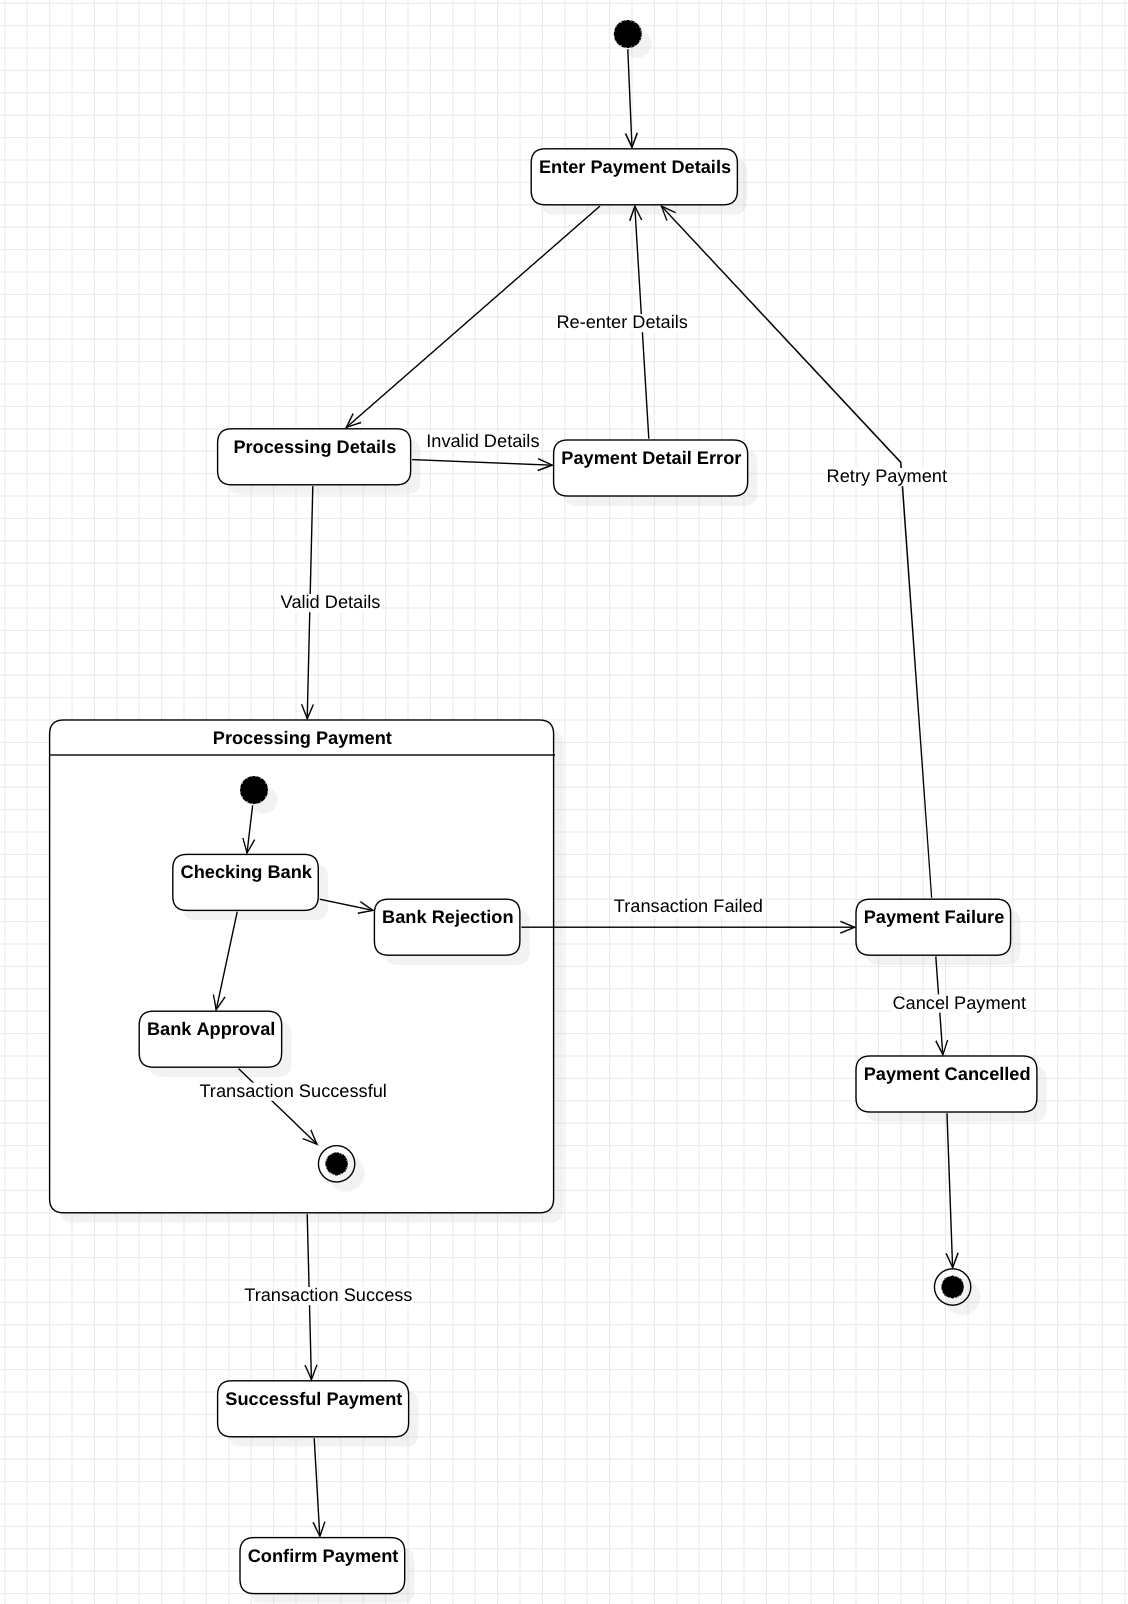 Enter Payment Details
Re-enter Details
Processing Details
Invalid Details
Payment Detail Error
Retry Payment
Valid Details
Processing Payment
Checking Bank
Bank Rejection
Transaction Failed
Payment Failure
Cancel Payment
Bank Approval
Payment Cancelled
Transaction Successful
Transaction Success
Successful Payment
Confirm Payment